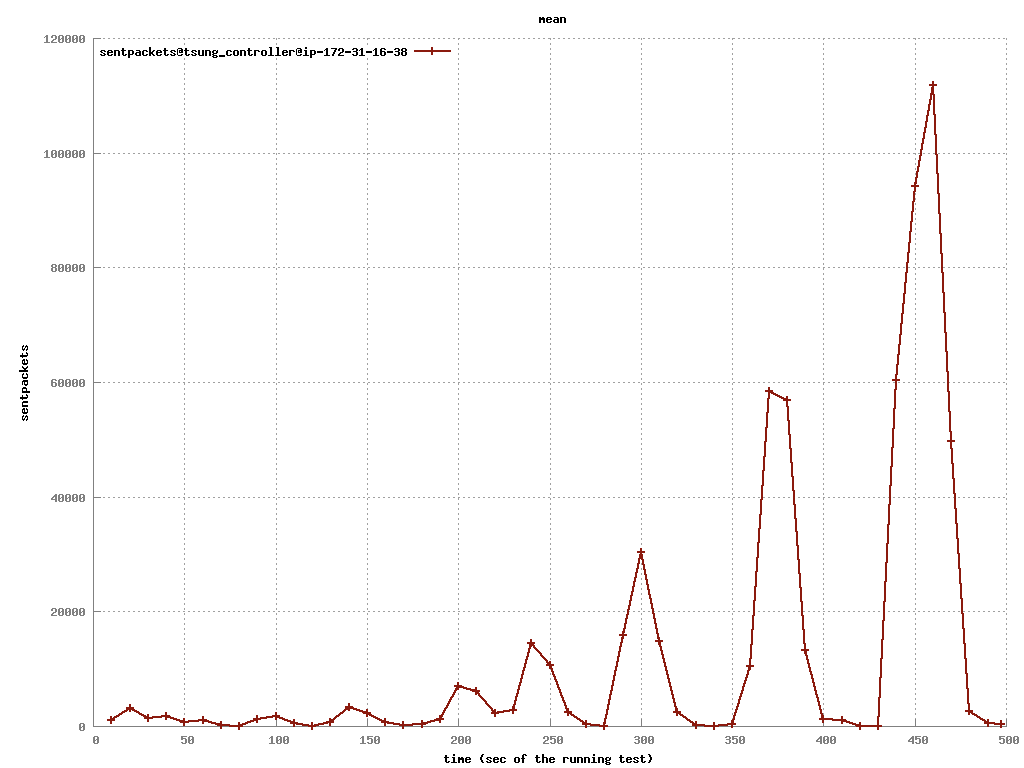 mean
120000
sentpackets@tsung_controller@ip-172-31-16-38
100000
80000
60000
sentpackets
40000
20000
0
0 50 100 150 200 250 300 350 400 450 500
time (sec of the running test)